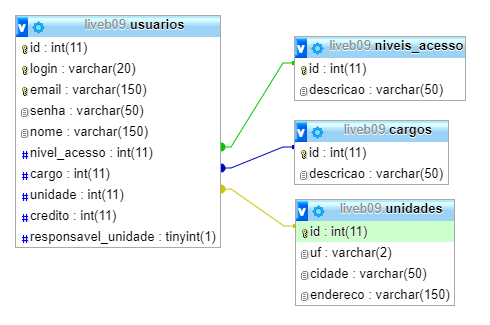 liveb09.usuarios
id : int(11)
login : varchar(20)
email : varchar(150)
senha : varchar(50)
nome : varchar(150)
# nivel_acesso : int(11)
# cargo : int(11)
# unidade : int(11)
# credito : int(11)
# responsavel_unidade : tinyint(1)
liveb09.niveis_acesso
id : int(11)
descricao : varchar(50)
liveb09.cargos
id : int(11)
descricao : varchar(50)
liveb09.unidades
id : int(11)
uf : varchar(2)
cidade : varchar(50)
endereco : varchar(150)